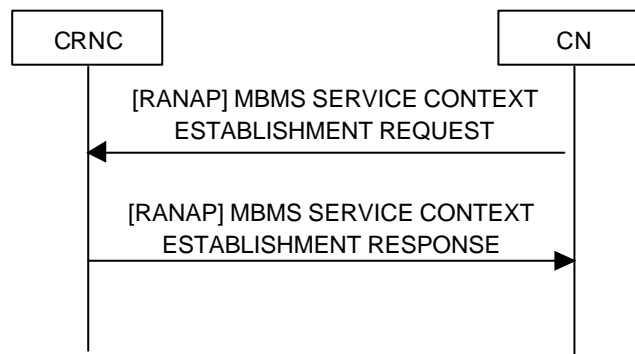 CRNC
CN
[RANAP] MBMS SERVICE CONTEXT
ESTABLISHMENT REQUEST
[RANAP] MBMS SERVICE CONTEXT
ESTABLISHMENT RESPONSE